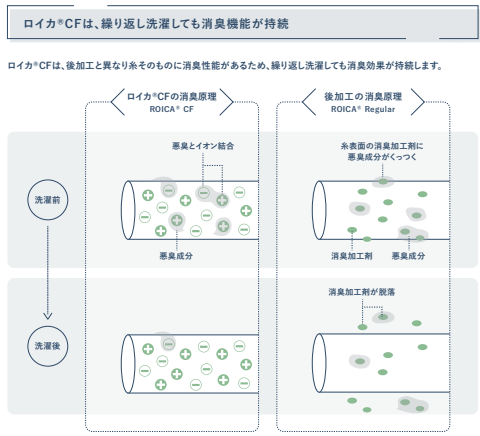 ロイカ®CFは、繰り返し洗濯しても消臭機能が持続
ロイカ®CFは、後加工と異なり糸そのものに消臭性能があるため、繰り返し洗濯しても消臭効果が持続します。
ロイカ®CFの消臭原理
ROICA® CF
後加工の消臭原理
ROICA® Regular
洗濯前
悪臭とイオン結合
悪臭成分
糸表面の消臭加工剤に
悪臭成分がくっつく
消臭加工剤
悪臭成分
洗濯後
消臭加工剤が脱落